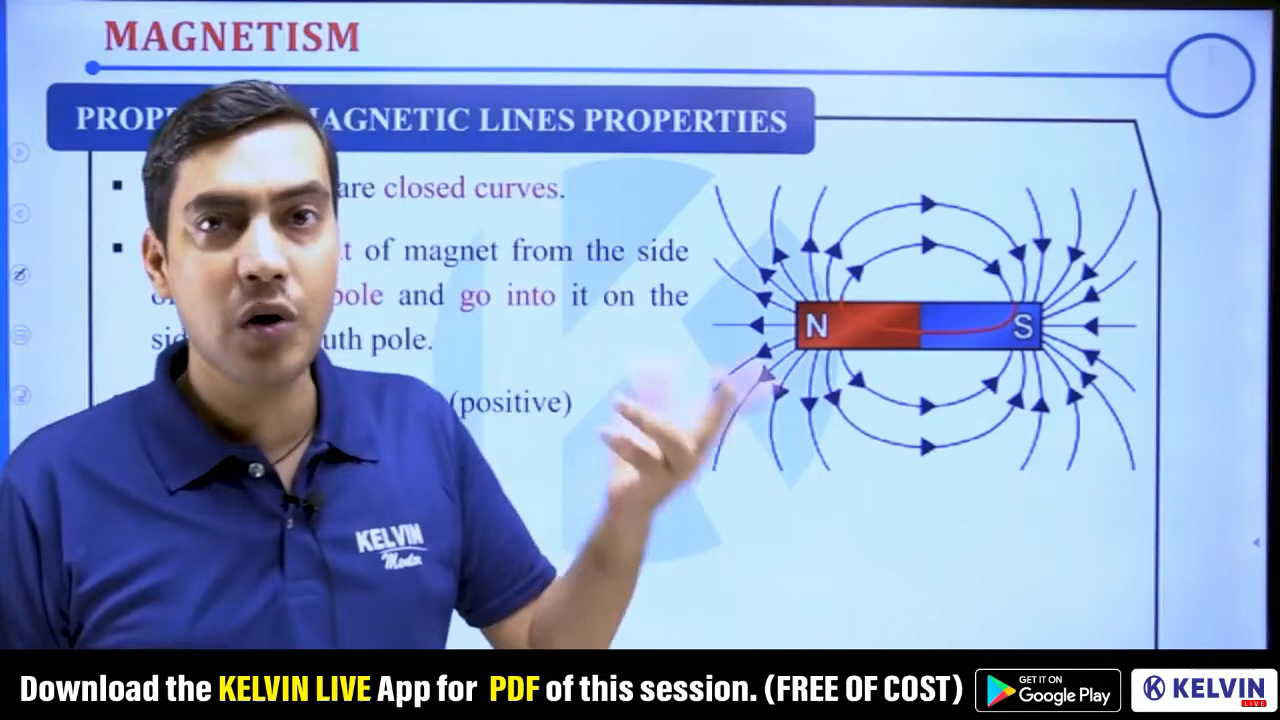 MAGNETISM
PROP AGNETIC LINES PROPERTIES
are closed curves.
of magnet from the side
pole and go into it on the
uth pole.
(positive)
N S
KELVIN
Mentor
Download the KELVIN LIVE App for PDF of this session. (FREE OF COST)
GET IT ON
Google Play
KELVIN
LIVE